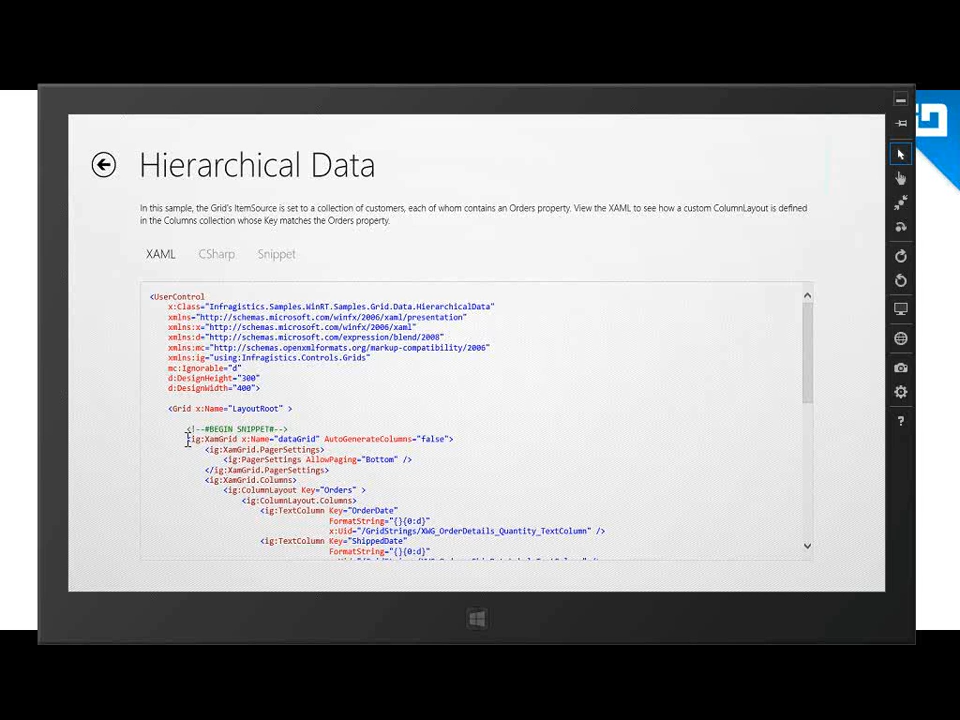 Hierarchical Data
In this sample, the Grid's ItemSource is set to a collection of customers, each of whom contains an Orders property. View the XAML to see how a custom ColumnLayout is defined
in the Columns collection whose Key matches the Orders property.
XAML CSharp Snippet
<UserControl
x:Class="Infragistics.Samples.WinRT.Samples.Grid.Data.HierarchicalData"
xmlns="http://schemas.microsoft.com/winfx/2006/xaml/presentation"
xmlns:x="http://schemas.microsoft.com/winfx/2006/xaml"
xmlns:d="http://schemas.microsoft.com/expression/blend/2008"
xmlns:mc="http://schemas.openxmlformats.org/markup-compatibility/2006"
xmlns:ig="using:Infragistics.Controls.Grids"
mc:Ignorable="d"
d:DesignHeight="300"
d:DesignWidth="400">
<Grid x:Name="LayoutRoot" >
<!--#BEGIN SNIPPET#-->
<ig:XamGrid x:Name="dataGrid" AutoGenerateColumns="false">
<ig:XamGrid.PagerSettings>
<ig:PagerSettings AllowPaging="Bottom" />
</ig:XamGrid.PagerSettings>
<ig:XamGrid.Columns>
<ig:ColumnLayout Key="Orders" >
<ig:ColumnLayout.Columns>
<ig:TextColumn Key="OrderDate"
FormatString="{}{0:d}"
x:Uid="/GridStrings/XWG_OrderDetails_Quantity_TextColumn" />
<ig:TextColumn Key="ShippedDate"
FormatString="{}{0:d}"
?